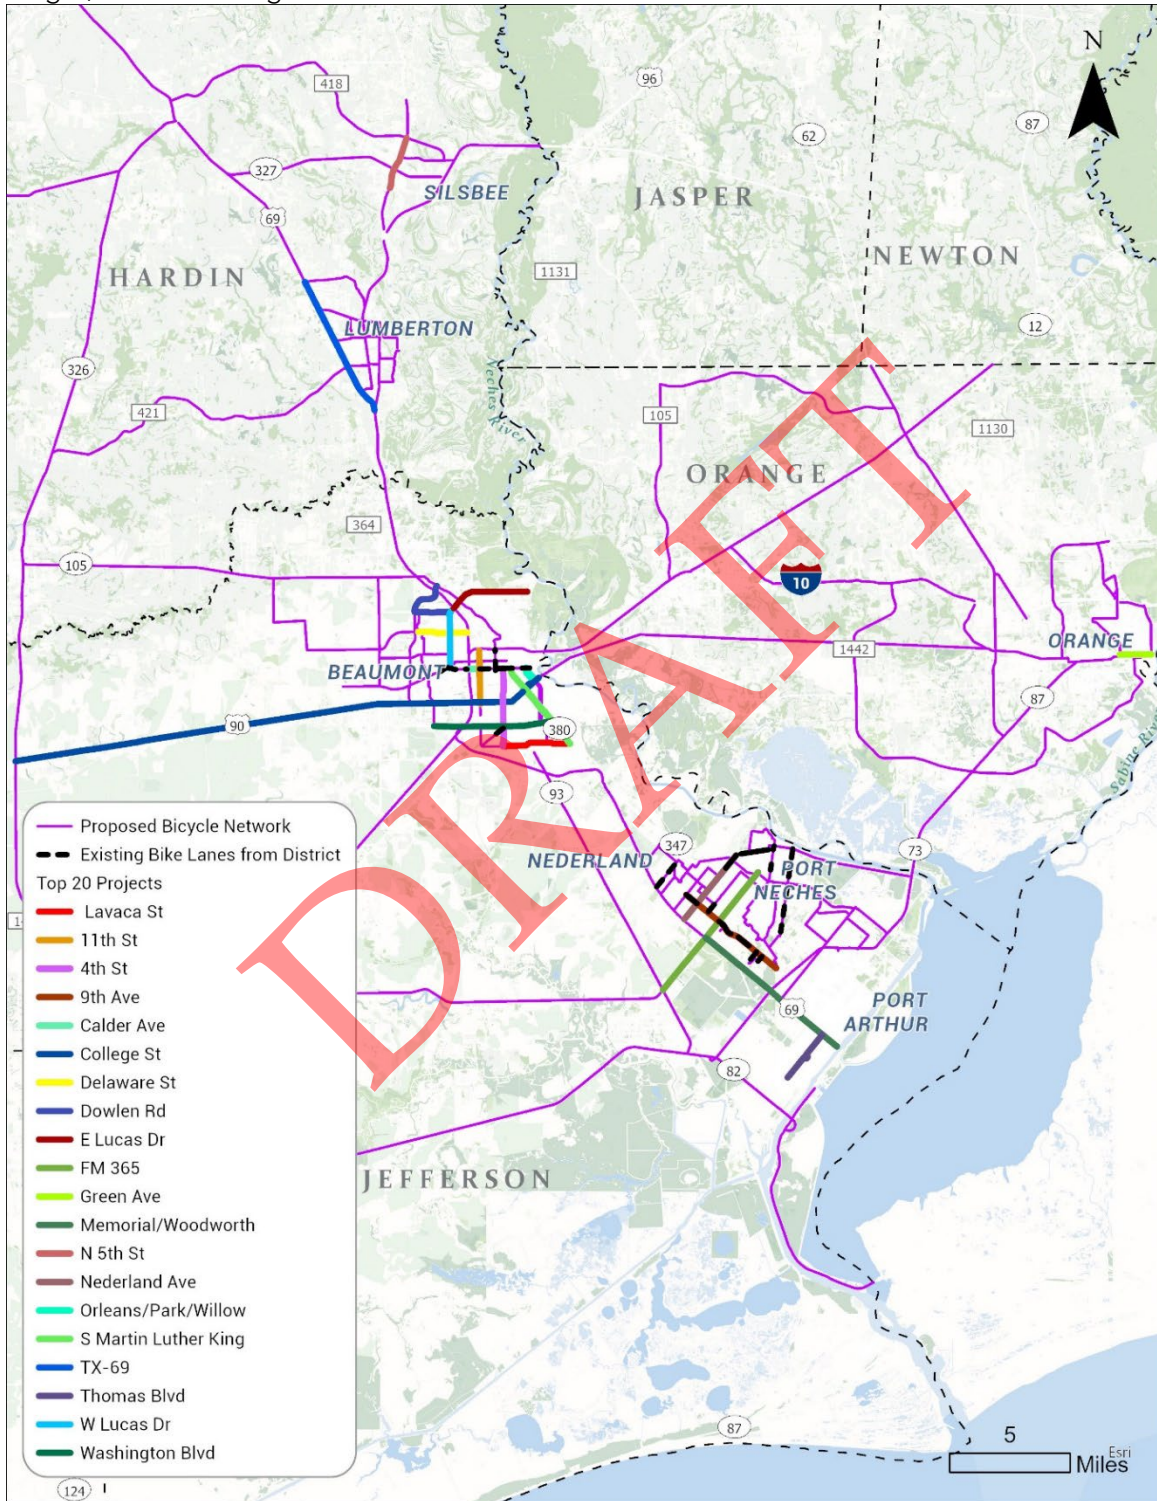 N
96
418
62
87
327
SILSBEE
JASPER
69
NEWTON
HARDIN
1131
12
LUMBERTON
326
Neches River
421
105
1130
ORANGE
364
105
10
ORANGE
1442
BEAUMONT
87
90
380
Sabine River
93
DRAFT
347
73
NEDERLAND
PORT
NECHES
69
PORT
ARTHUR
82
JEFFERSON
87
124
Proposed Bicycle Network
Existing Bike Lanes from District
Top 20 Projects
Lavaca St
11th St
4th St
9th Ave
Calder Ave
College St
Delaware St
Dowlen Rd
E Lucas Dr
FM 365
Green Ave
Memorial/Woodworth
N 5th St
Nederland Ave
Orleans/Park/Willow
S Martin Luther King
TX-69
Thomas Blvd
W Lucas Dr
Washington Blvd
5
Esri
Miles